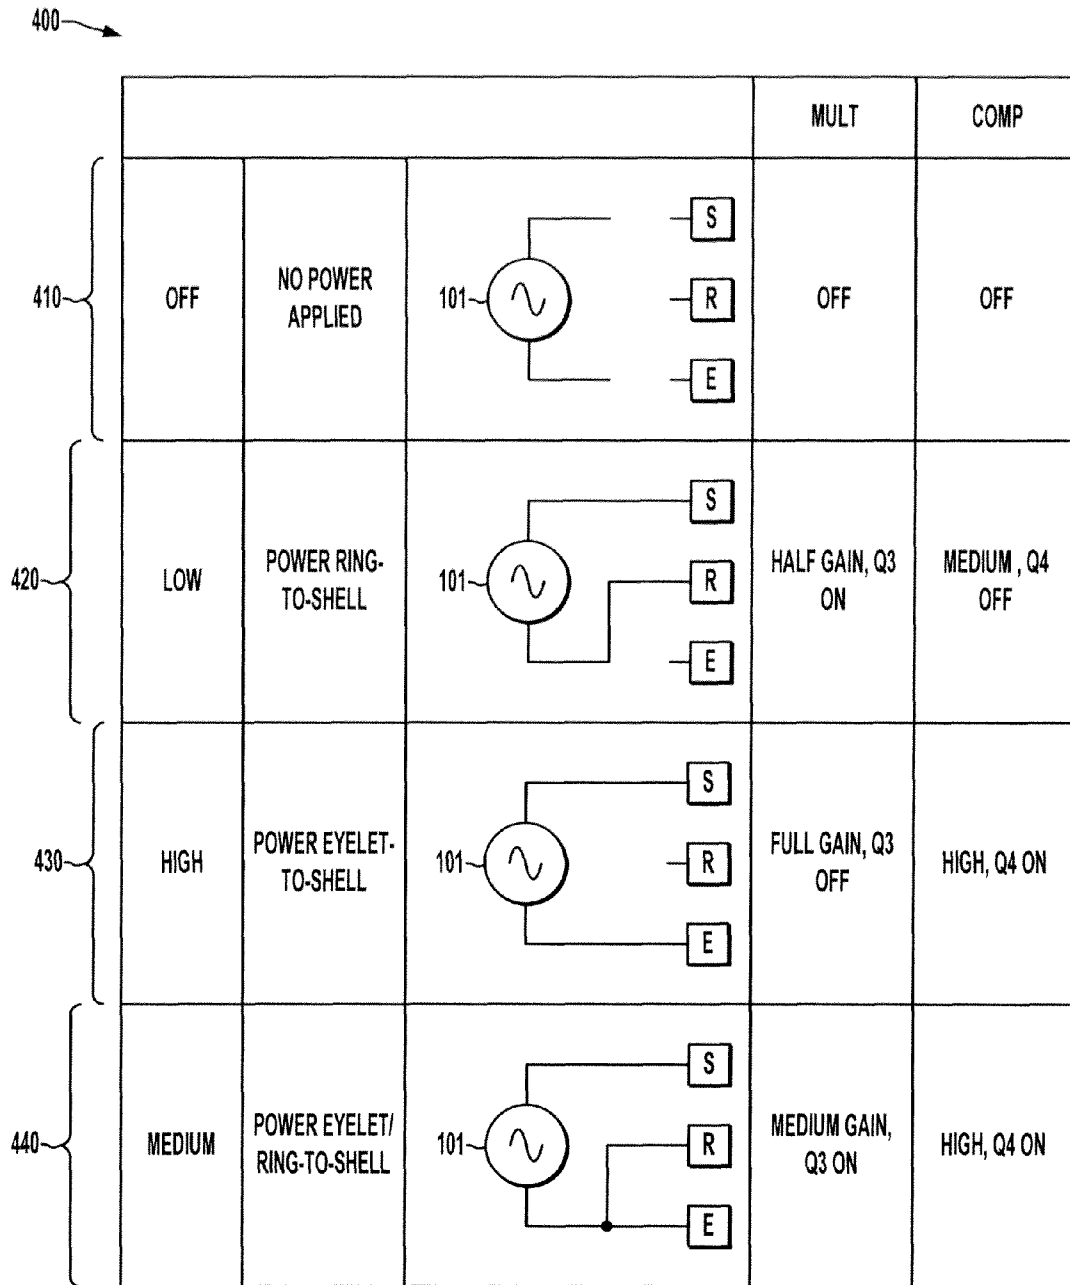 400
MULT
COMP
410
OFF
NO POWER
APPLIED
101
S
R
E
OFF
OFF
420
LOW
POWER RING-
TO-SHELL
101
S
R
E
HALF GAIN, Q3
ON
MEDIUM , Q4
OFF
430
HIGH
POWER EYELET-
TO-SHELL
101
S
R
E
FULL GAIN, Q3
OFF
HIGH, Q4 ON
440
MEDIUM
POWER EYELET/
RING-TO-SHELL
101
S
R
E
MEDIUM GAIN,
Q3 ON
HIGH, Q4 ON